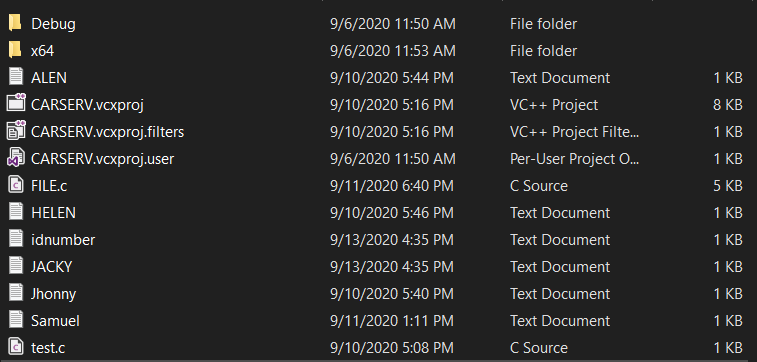 Debug 9/6/2020 11:50 AM File folder
x64 9/6/2020 11:53 AM File folder
ALEN 9/10/2020 5:44 PM Text Document 1 KB
CARSERV.vcxproj 9/10/2020 5:16 PM VC++ Project 8 KB
CARSERV.vcxproj.filters 9/10/2020 5:16 PM VC++ Project Filte... 1 KB
CARSERV.vcxproj.user 9/6/2020 11:50 AM Per-User Project O... 1 KB
FILE.c 9/11/2020 6:40 PM C Source 5 KB
HELEN 9/10/2020 5:46 PM Text Document 1 KB
idnumber 9/13/2020 4:35 PM Text Document 1 KB
JACKY 9/13/2020 4:35 PM Text Document 1 KB
Jhonny 9/10/2020 5:40 PM Text Document 1 KB
Samuel 9/11/2020 1:11 PM Text Document 1 KB
test.c 9/10/2020 5:08 PM C Source 1 KB